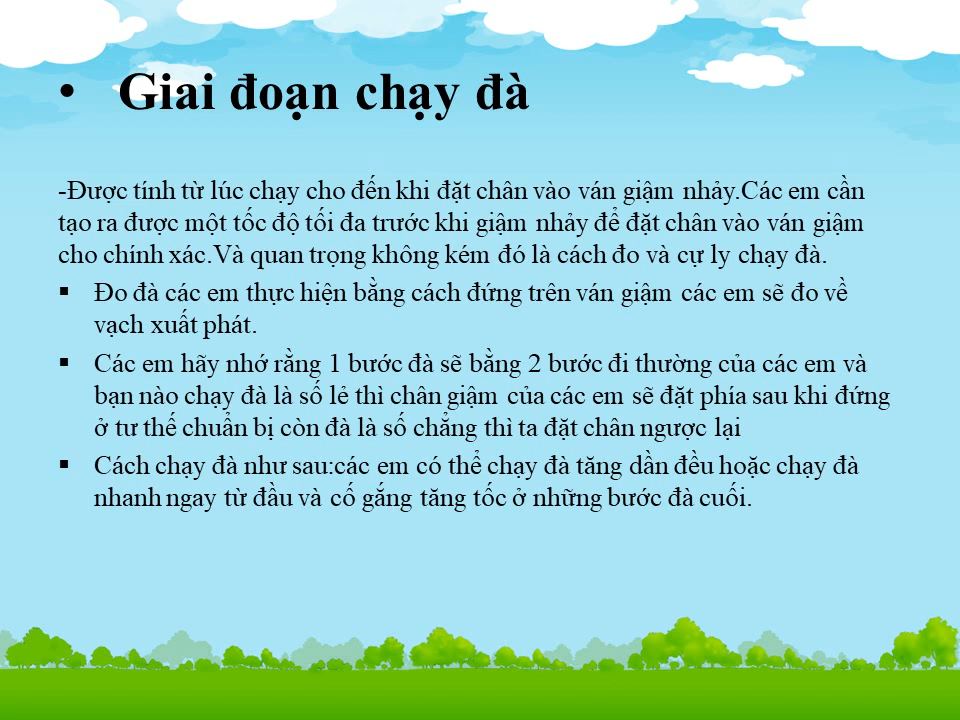 • Giai đoạn chạy đà
-Được tính từ lúc chạy cho đến khi đặt chân vào ván giậm nhảy.Các em cần
tạo ra được một tốc độ tối đa trước khi giậm nhảy để đặt chân vào ván giậm
cho chính xác.Và quan trọng không kém đó là cách đo và cự ly chạy đà.
▪ Đo đà các em thực hiện bằng cách đứng trên ván giậm các em sẽ đo về
vạch xuất phát.
▪ Các em hãy nhớ rằng 1 bước đà sẽ bằng 2 bước đi thường của các em và
bạn nào chạy đà là số lẻ thì chân giậm của các em sẽ đặt phía sau khi đứng
ở tư thế chuẩn bị còn đà là số chẳng thì ta đặt chân ngược lại
▪ Cách chạy đà như sau:các em có thể chạy đà tăng dần đều hoặc chạy đà
nhanh ngay từ đầu và cố gắng tăng tốc ở những bước đà cuối.